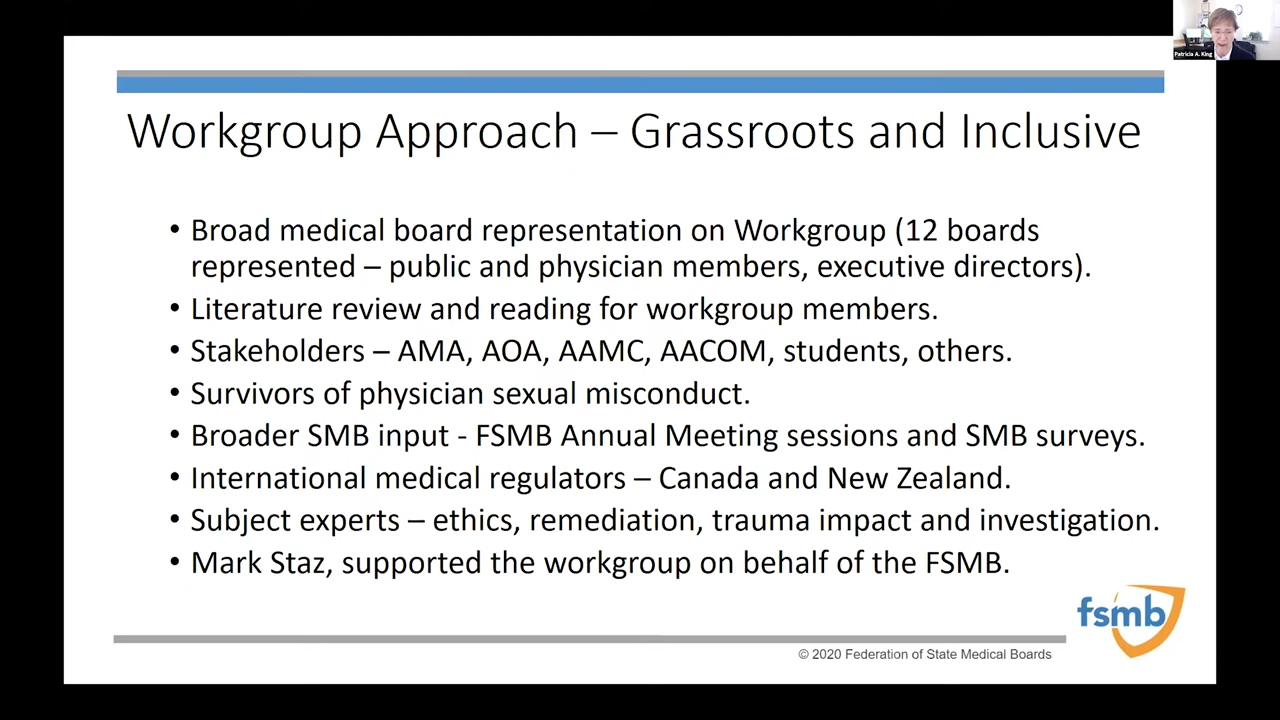 Patricia A. King
Workgroup Approach – Grassroots and Inclusive
• Broad medical board representation on Workgroup (12 boards
represented – public and physician members, executive directors).
• Literature review and reading for workgroup members.
• Stakeholders – AMA, AOA, AAMC, AACOM, students, others.
• Survivors of physician sexual misconduct.
• Broader SMB input - FSMB Annual Meeting sessions and SMB surveys.
• International medical regulators – Canada and New Zealand.
• Subject experts – ethics, remediation, trauma impact and investigation.
• Mark Staz, supported the workgroup on behalf of the FSMB.
fsmb
© 2020 Federation of State Medical Boards